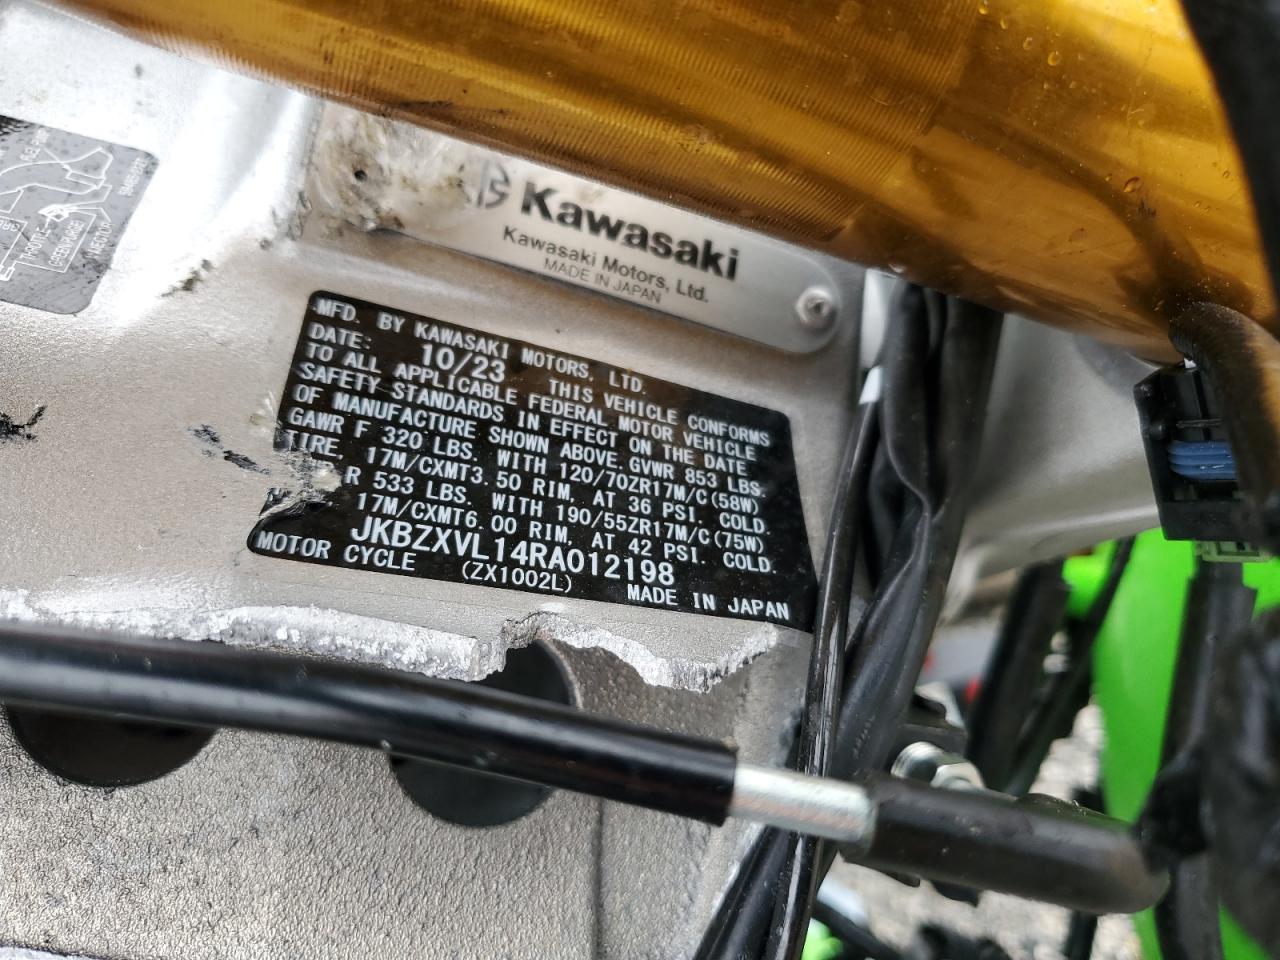 Kawasaki
Kawasaki Motors, Ltd.
MADE IN JAPAN
MFD. BY KAWASAKI MOTORS, LTD.
DATE: 10/23 THIS VEHICLE CONFORMS
TO ALL APPLICABLE FEDERAL MOTOR VEHICLE
SAFETY STANDARDS IN EFFECT ON THE DATE
OF MANUFACTURE SHOWN ABOVE. GVWR 853 LBS.
GAWR F 320 LBS. WITH 120/70ZR17M/C(58W)
TIRE, 17M/CXMT3.50 RIM, AT 36 PSI. COLD.
R 533 LBS. WITH 190/55ZR17M/C(75W)
17M/CXMT6.00 RIM, AT 42 PSI. COLD.
JKBZXVL14RA012198
MOTOR CYCLE (ZX1002L) MADE IN JAPAN
THROTTLE